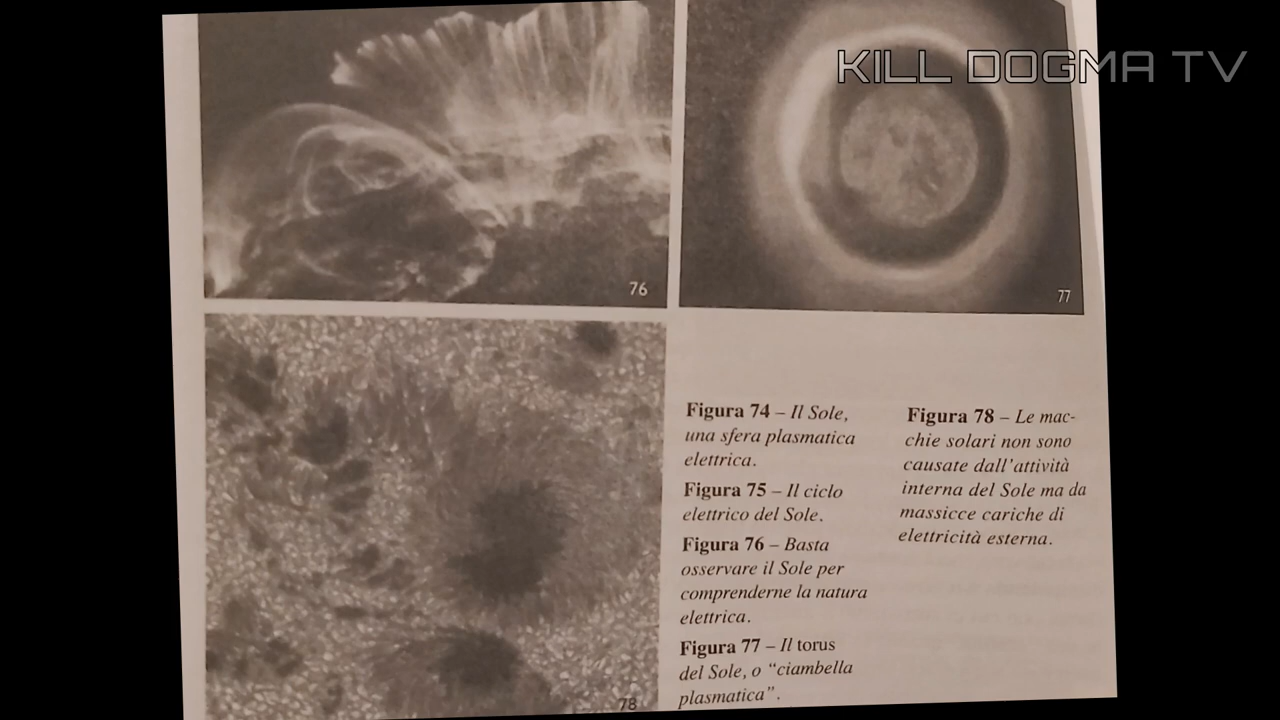 KILL DOGMA TV
76
77
78
Figura 74 – Il Sole,
una sfera plasmatica
elettrica.
Figura 75 – Il ciclo
elettrico del Sole.
Figura 76 – Basta
osservare il Sole per
comprenderne la natura
elettrica.
Figura 77 – Il torus
del Sole, o “ciambella
plasmatica”.
Figura 78 – Le mac-
chie solari non sono
causate dall’attività
interna del Sole ma da
massicce cariche di
elettricità esterna.